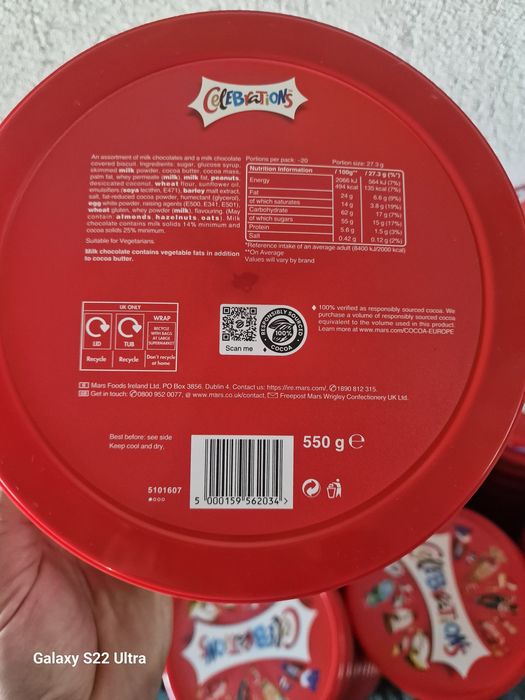 CELEBRATIONS
An assortment of milk chocolates and a milk chocolate
covered biscuit. Ingredients: sugar, glucose syrup,
skimmed milk powder, cocoa butter, cocoa mass,
palm fat, whey permeate (milk), milk fat, peanuts,
desiccated coconut, wheat flour, sunflower oil,
emulsifiers (soya lecithin, E471), barley malt extract,
salt, fat-reduced cocoa powder, humectant (glycerol),
egg white powder, raising agents (E500, E341, E501),
wheat gluten, whey powder (milk), flavouring. (May
contain: almonds, hazelnuts, oats). Milk
chocolate contains milk solids 14% minimum and
cocoa solids 25% minimum.
Suitable for Vegetarians.
Milk chocolate contains vegetable fats in addition
to cocoa butter.
Portions per pack: ~20 Portion size: 27.3 g
Nutrition Information / 100g** / 27.3 g (%*)
Energy 2066 kJ 564 kJ (7%)
494 kcal 135 kcal (7%)
Fat 24 g 6.6 g (9%)
of which saturates 14 g 3.8 g (19%)
Carbohydrate 62 g 17 g (7%)
of which sugars 55 g 15 g (17%)
Protein 5.6 g 1.5 g (3%)
Salt 0.42 g 0.12 g (2%)
*Reference intake of an average adult (8400 kJ/2000 kcal)
**On Average
Values will vary by brand
UK ONLY
LID
Recycle
TUB
Recycle
WRAP
RECYCLE
WITH BAGS
AT LARGE
SUPERMARKET
Don't recycle
at home
Scan me
RESPONSIBLY SOURCED
100%
COCOA
100% verified as responsibly sourced cocoa. We
purchase a volume of responsibly sourced cocoa
equivalent to the volume used in this product.
Learn more at www.mars.com/COCOA-EUROPE
Mars Foods Ireland Ltd, PO Box 3856, Dublin 4. Contact us: https://ire.mars.com/, 1890 812 315.
Get in touch: 0800 952 0077, @ www.mars.co.uk/contact, Freepost Mars Wrigley Confectionery UK Ltd.
Best before: see side
Keep cool and dry.
550 g e
5101607
5 000159 562034 >
CELEBRATIONS
CELEBRATIONS
Galaxy S22 Ultra